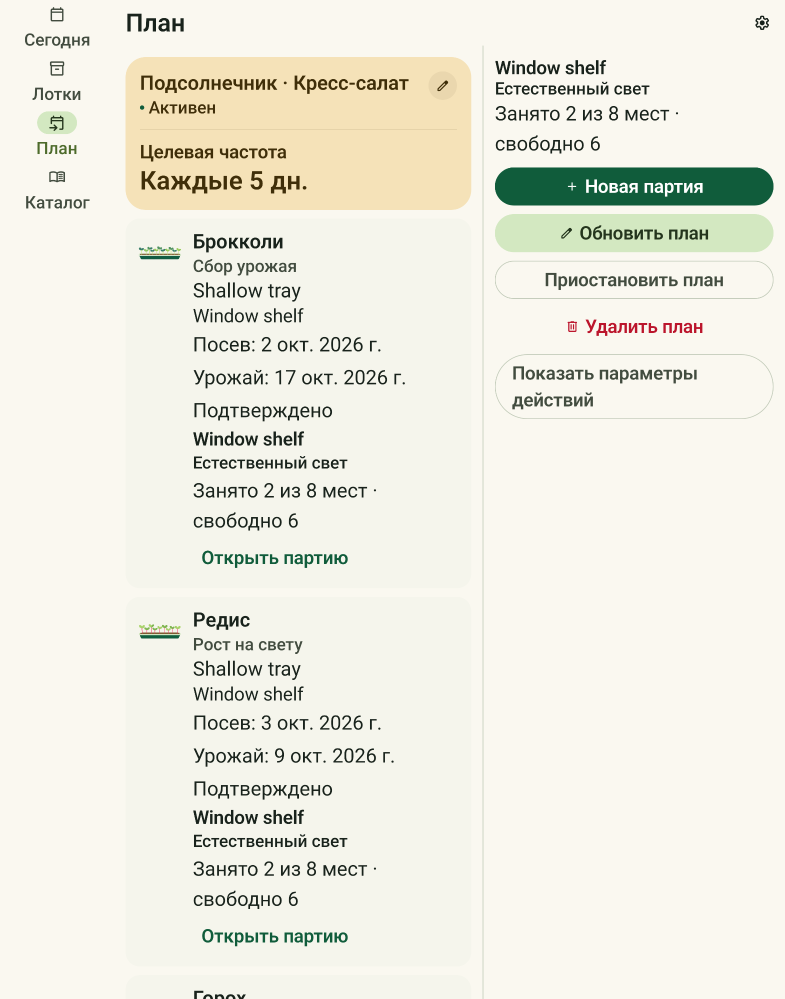 Сегодня
Лотки
План
Каталог
План
Подсолнечник · Кресс-салат
• Активен
Целевая частота
Каждые 5 дн.
Брокколи
Сбор урожая
Shallow tray
Window shelf
Посев: 2 окт. 2026 г.
Урожай: 17 окт. 2026 г.
Подтверждено
Window shelf
Естественный свет
Занято 2 из 8 мест ·
свободно 6
Открыть партию
Редис
Рост на свету
Shallow tray
Window shelf
Посев: 3 окт. 2026 г.
Урожай: 9 окт. 2026 г.
Подтверждено
Window shelf
Естественный свет
Занято 2 из 8 мест ·
свободно 6
Открыть партию
Горох
Window shelf
Естественный свет
Занято 2 из 8 мест ·
свободно 6
+ Новая партия
Обновить план
Приостановить план
Удалить план
Показать параметры
действий